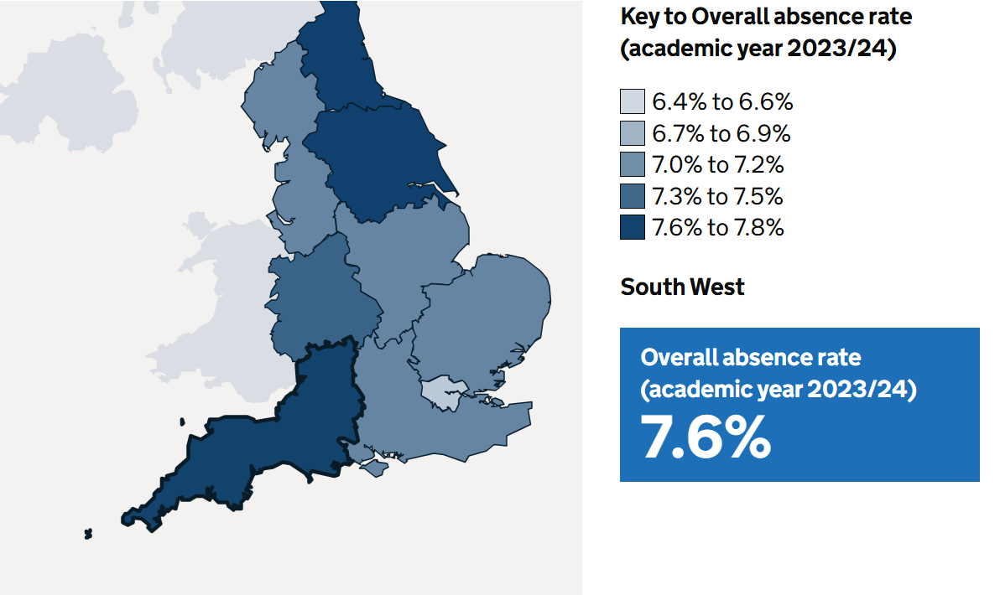 Key to Overall absence rate
(academic year 2023/24)
6.4% to 6.6%
6.7% to 6.9%
7.0% to 7.2%
7.3% to 7.5%
7.6% to 7.8%
South West
Overall absence rate
(academic year 2023/24)
7.6%